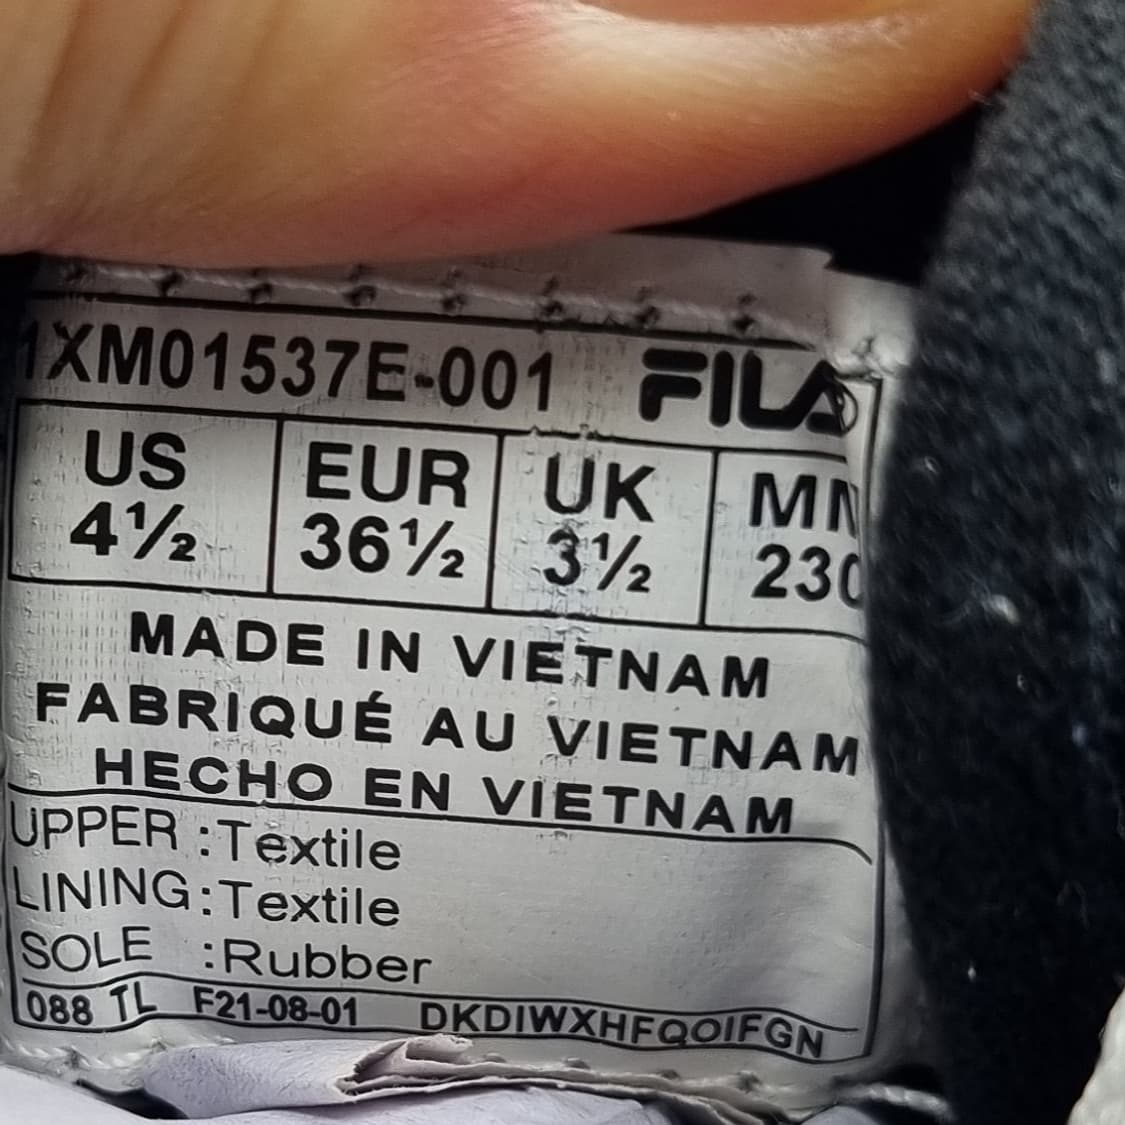 1XM01537E-001 FILA
US EUR UK MM
4½ 36½ 3½ 230
MADE IN VIETNAM
FABRIQUÉ AU VIETNAM
HECHO EN VIETNAM
UPPER :Textile
LINING:Textile
SOLE :Rubber
088 TL F21-08-01 DKDIWXHFQOIFGN